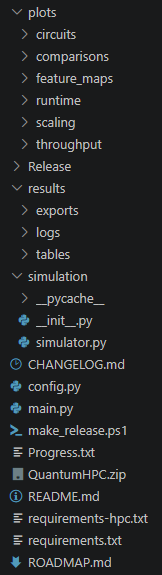 plots
circuits
comparisons
feature_maps
runtime
scaling
throughput
Release
results
exports
logs
tables
simulation
__pycache__
__init__.py
simulator.py
CHANGELOG.md
config.py
main.py
make_release.ps1
Progress.txt
QuantumHPC.zip
README.md
requirements-hpc.txt
requirements.txt
ROADMAP.md